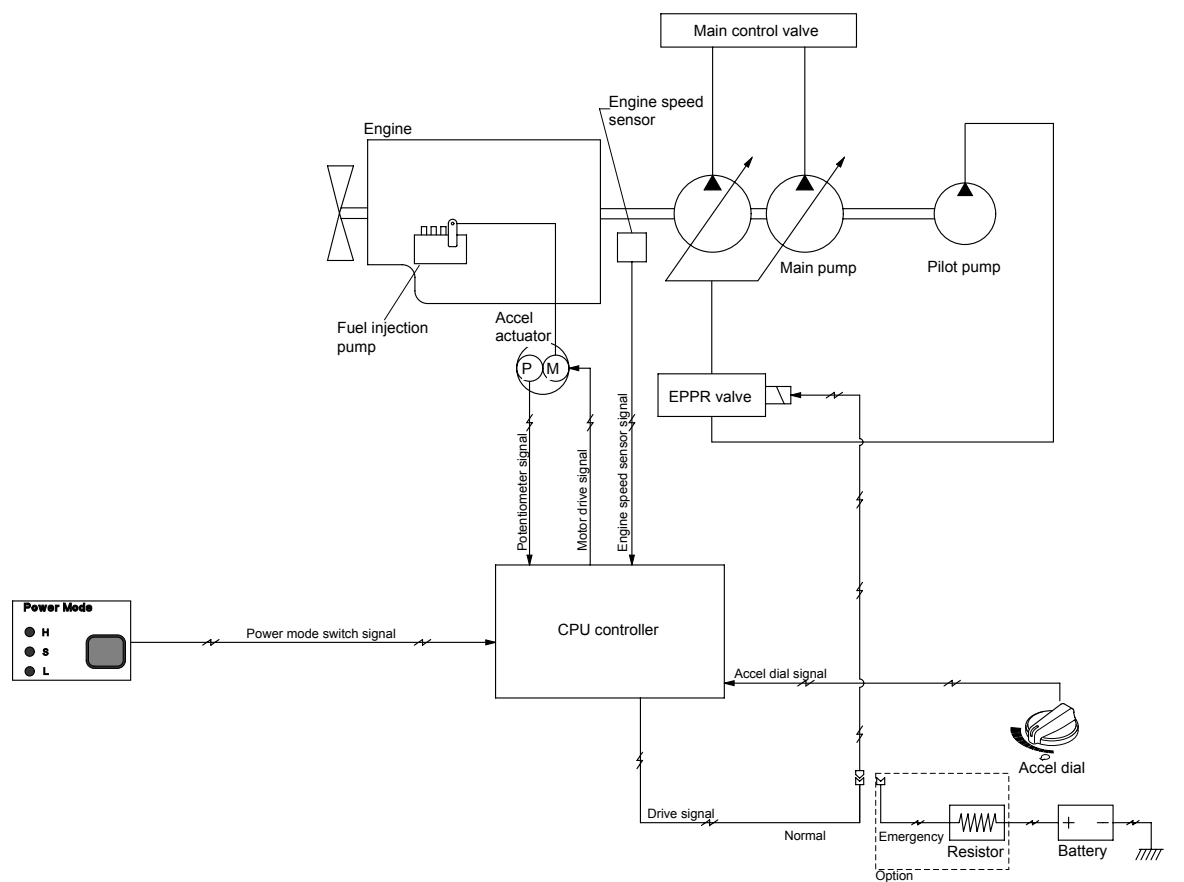 Main control valve
Engine speed
sensor
Engine
Main pump
Pilot pump
Fuel injection
pump
Accel
actuator
P
M
EPPR valve
Potentiometer signal
Motor drive signal
Engine speed sensor signal
Power Mode
H
S
L
Power mode switch signal
CPU controller
Accel dial signal
Accel dial
Drive signal
Normal
Emergency
Resistor
Battery
+
−
Option